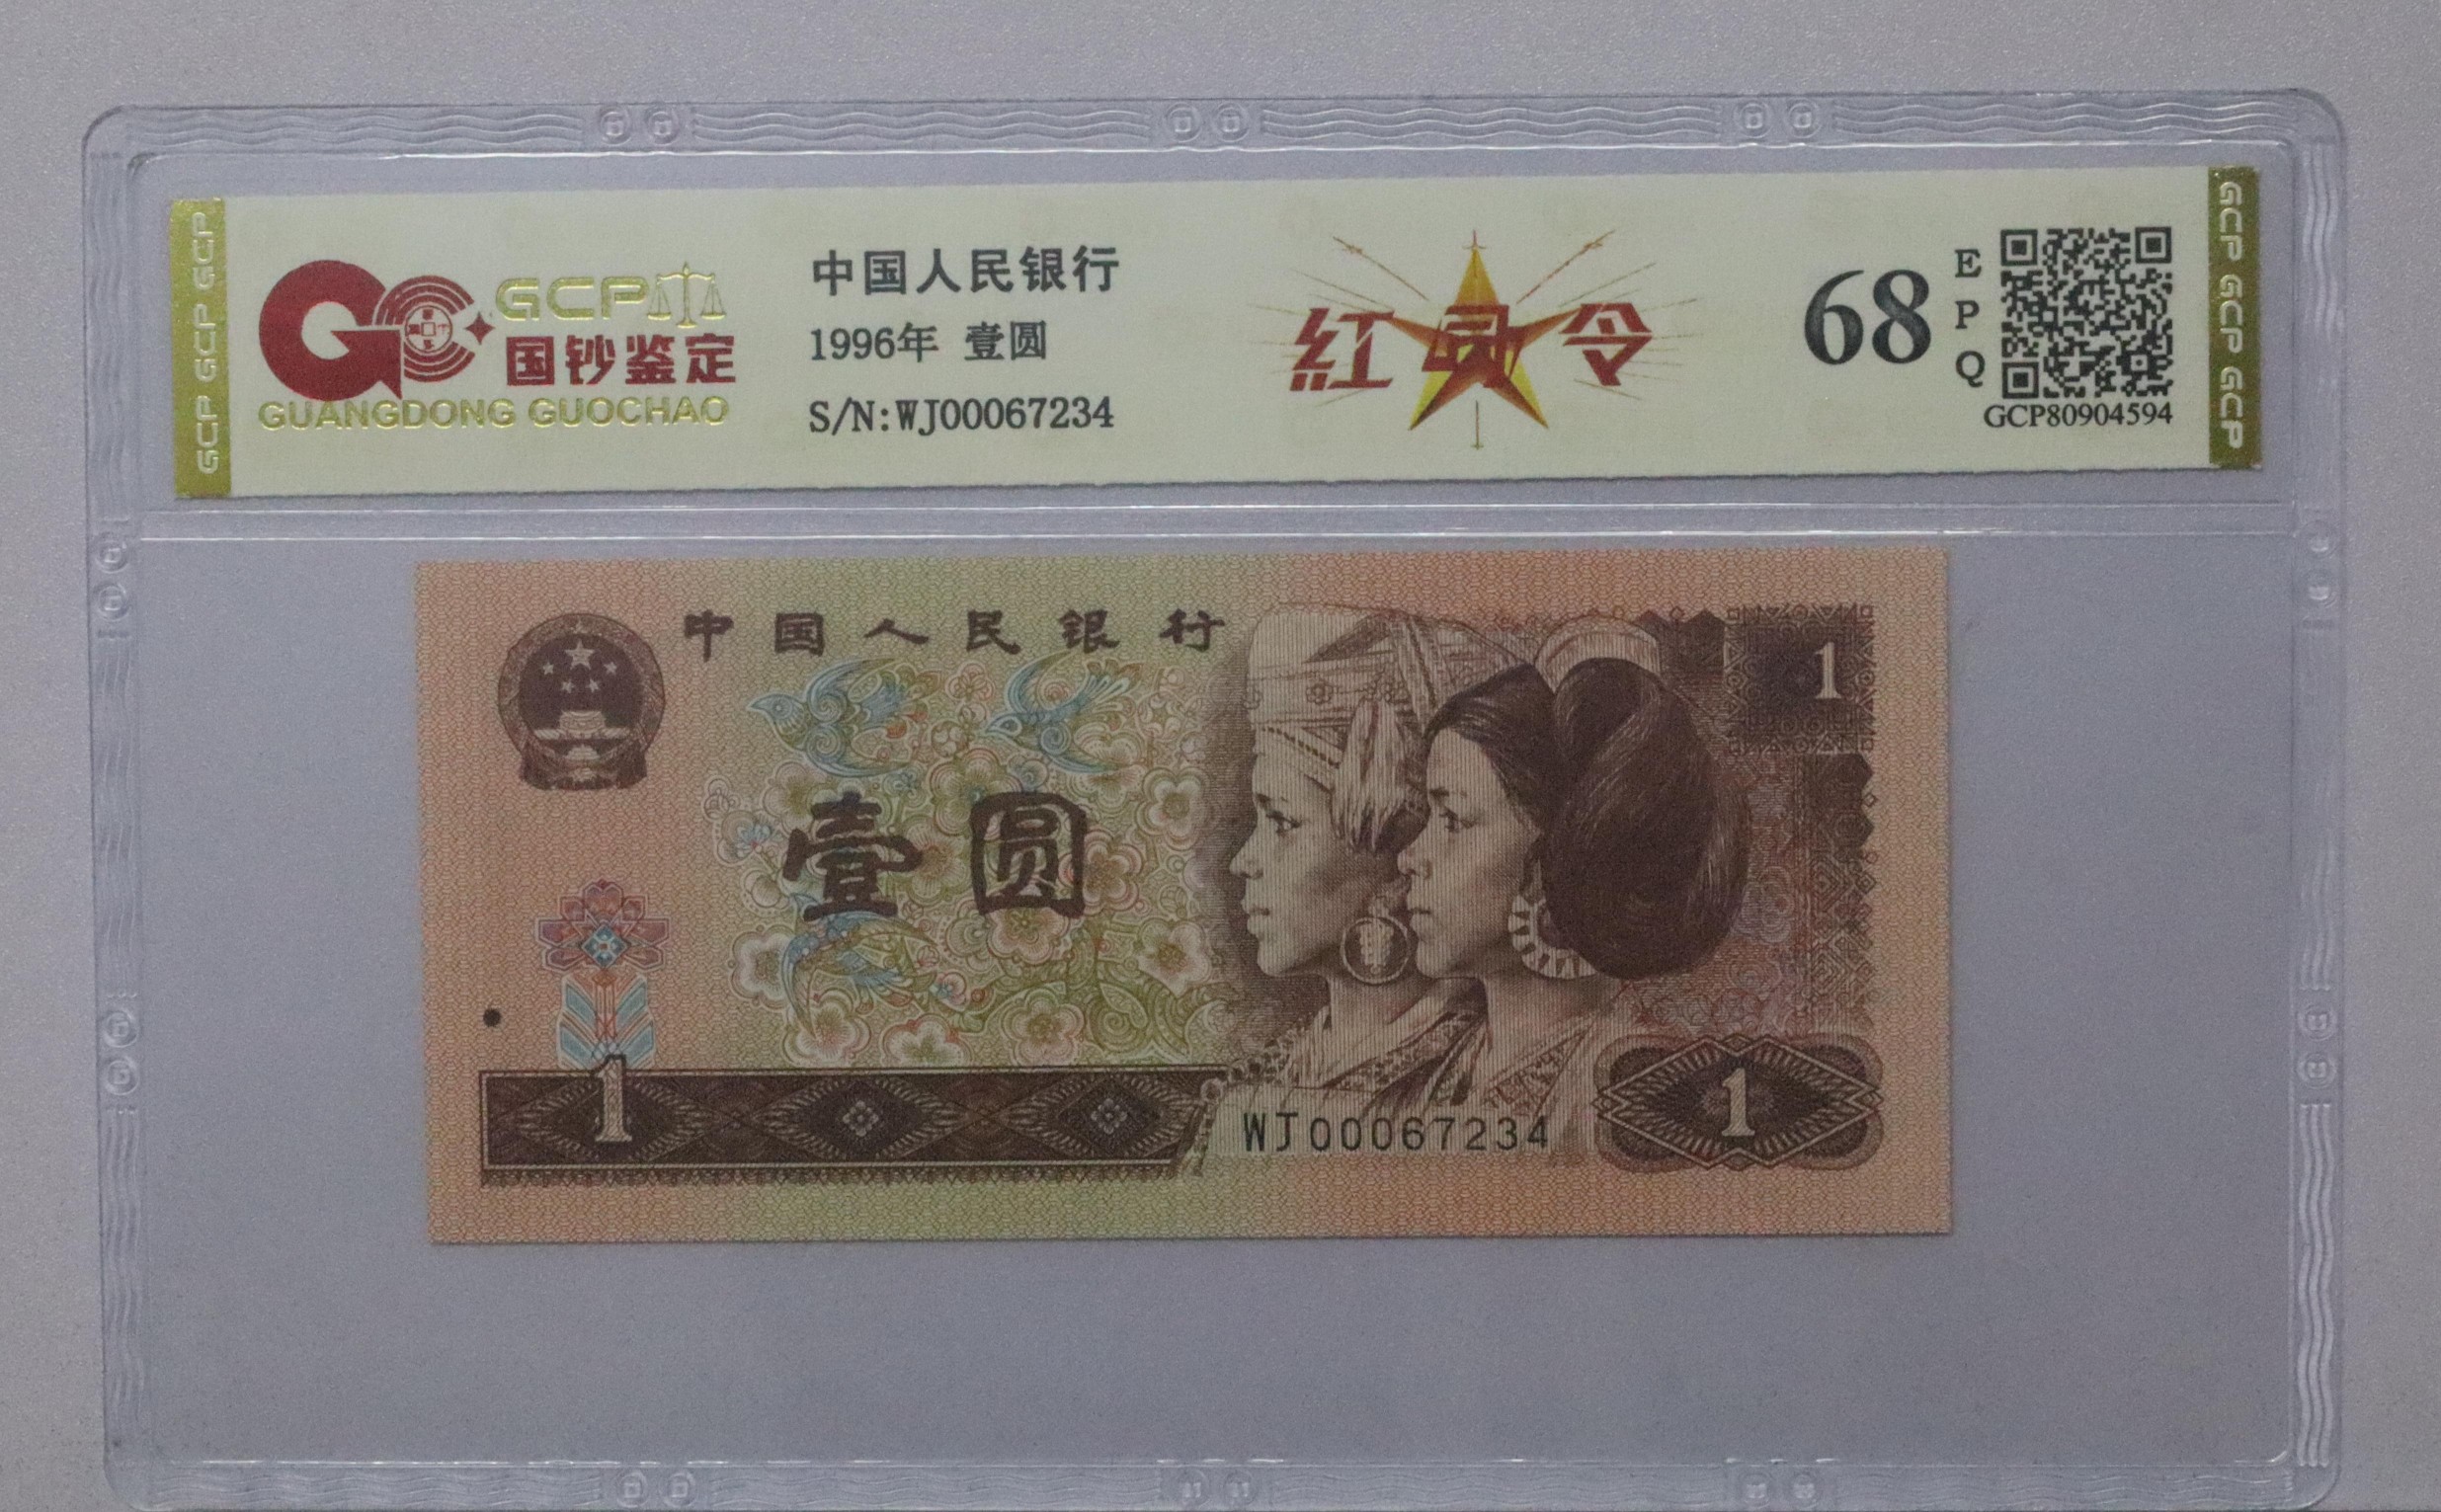 GCP GCP GCP
GCP
国钞鉴定
GUANGDONG GUOCHAO
中国人民银行
1996年 壹圆
S/N:WJ00067234
紅圆令
68
E
P
Q
GCP80904594
GCP GCP GCP
中国人民银行
1
壹圆
1
WJ00067234
1